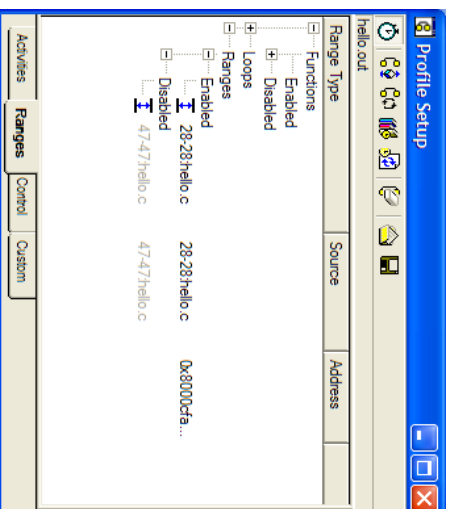 Profile Setup
hello.out
Range Type Source Address
Functions
Enabled
Disabled
Loops
Ranges
Enabled
28-28:hello.c 28-28:hello.c 0x8000cfa...
Disabled
47-47:hello.c 47-47:hello.c
Activities Ranges Control Custom